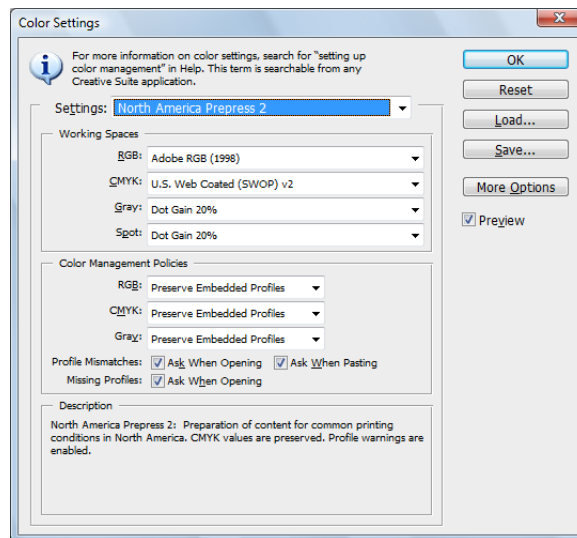 Color Settings
For more information on color settings, search for "setting up
color management" in Help. This term is searchable from any
Creative Suite application.
OK
Reset
Load...
Save...
More Options
Preview
Settings: North America Prepress 2
Working Spaces
RGB: Adobe RGB (1998)
CMYK: U.S. Web Coated (SWOP) v2
Gray: Dot Gain 20%
Spot: Dot Gain 20%
Color Management Policies
RGB: Preserve Embedded Profiles
CMYK: Preserve Embedded Profiles
Gray: Preserve Embedded Profiles
Profile Mismatches: Ask When Opening Ask When Pasting
Missing Profiles: Ask When Opening
Description
North America Prepress 2: Preparation of content for common printing
conditions in North America. CMYK values are preserved. Profile warnings are
enabled.